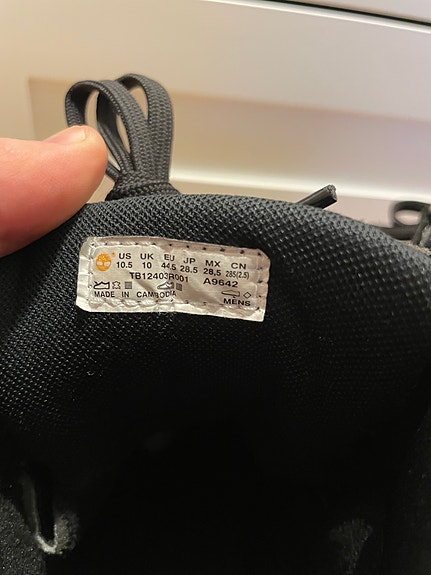 US UK EU JP MX CN
10.5 10 44.5 28.5 28,5 285(2.5)
TB12403R001 A9642
MADE IN CAMBODIA MENS